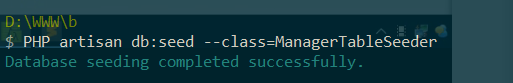 D:\WWW\b
$ PHP artisan db:seed --class=ManagerTableSeeder
Database seeding completed successfully.